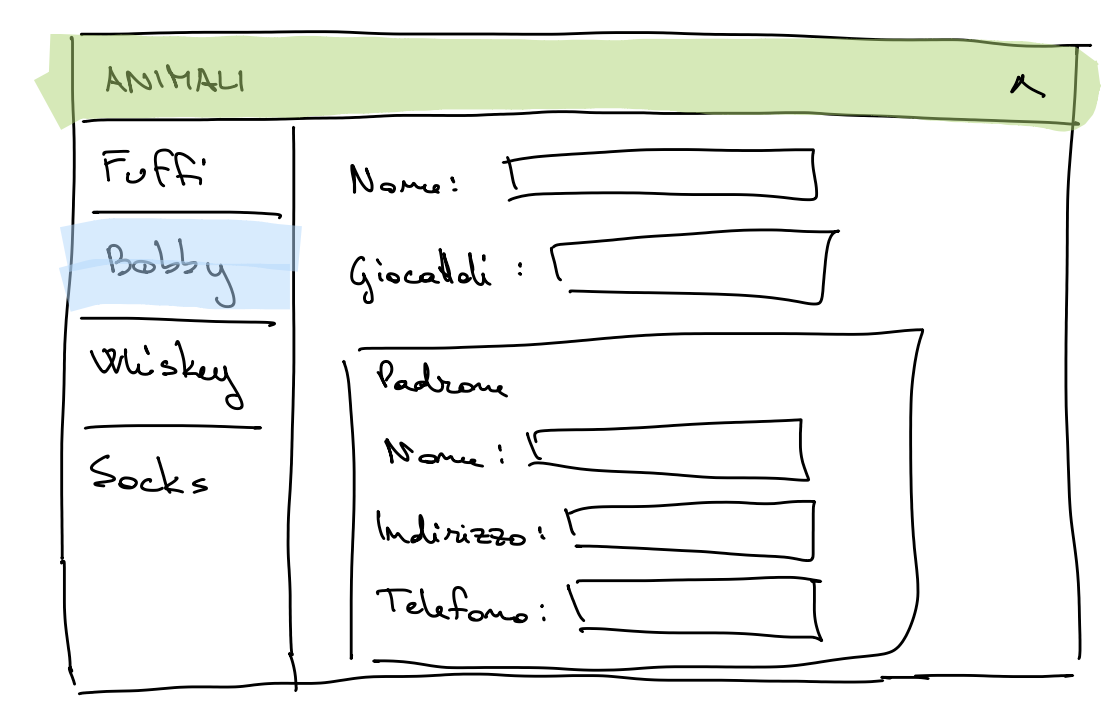 ANIMALI
Fuffi
Bobby
Whiskey
Socks
Nome:
Giocattoli :
Padrone
Nome:
Indirizzo:
Telefono: